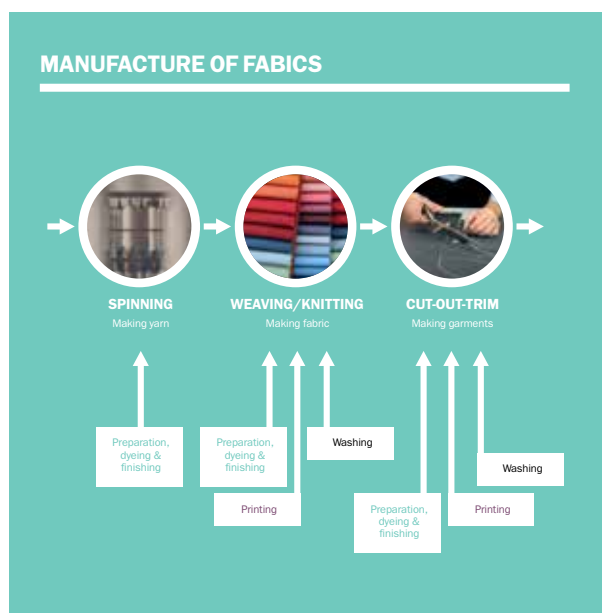 MANUFACTURE OF FABICS
SPINNING
Making yarn
WEAVING/KNITTING
Making fabric
CUT-OUT-TRIM
Making garments
Preparation,
dyeing &
finishing
Preparation,
dyeing &
finishing
Washing
Printing
Washing
Preparation,
dyeing &
finishing
Printing